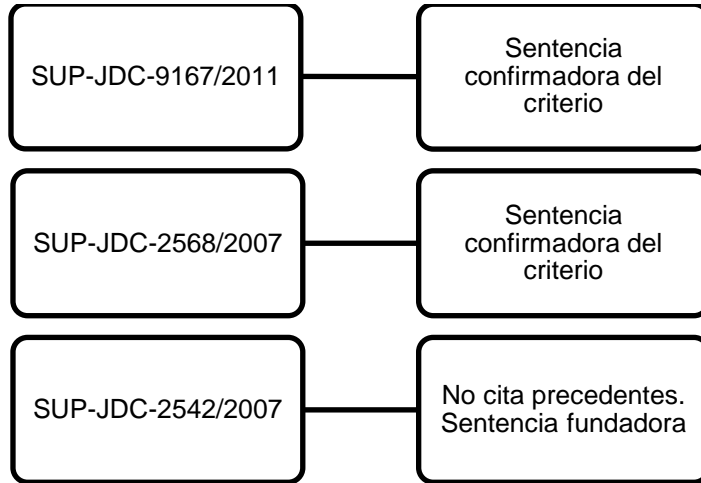 SUP-JDC-9167/2011
Sentencia
confirmadora del
criterio
SUP-JDC-2568/2007
Sentencia
confirmadora del
criterio
SUP-JDC-2542/2007
No cita precedentes.
Sentencia fundadora